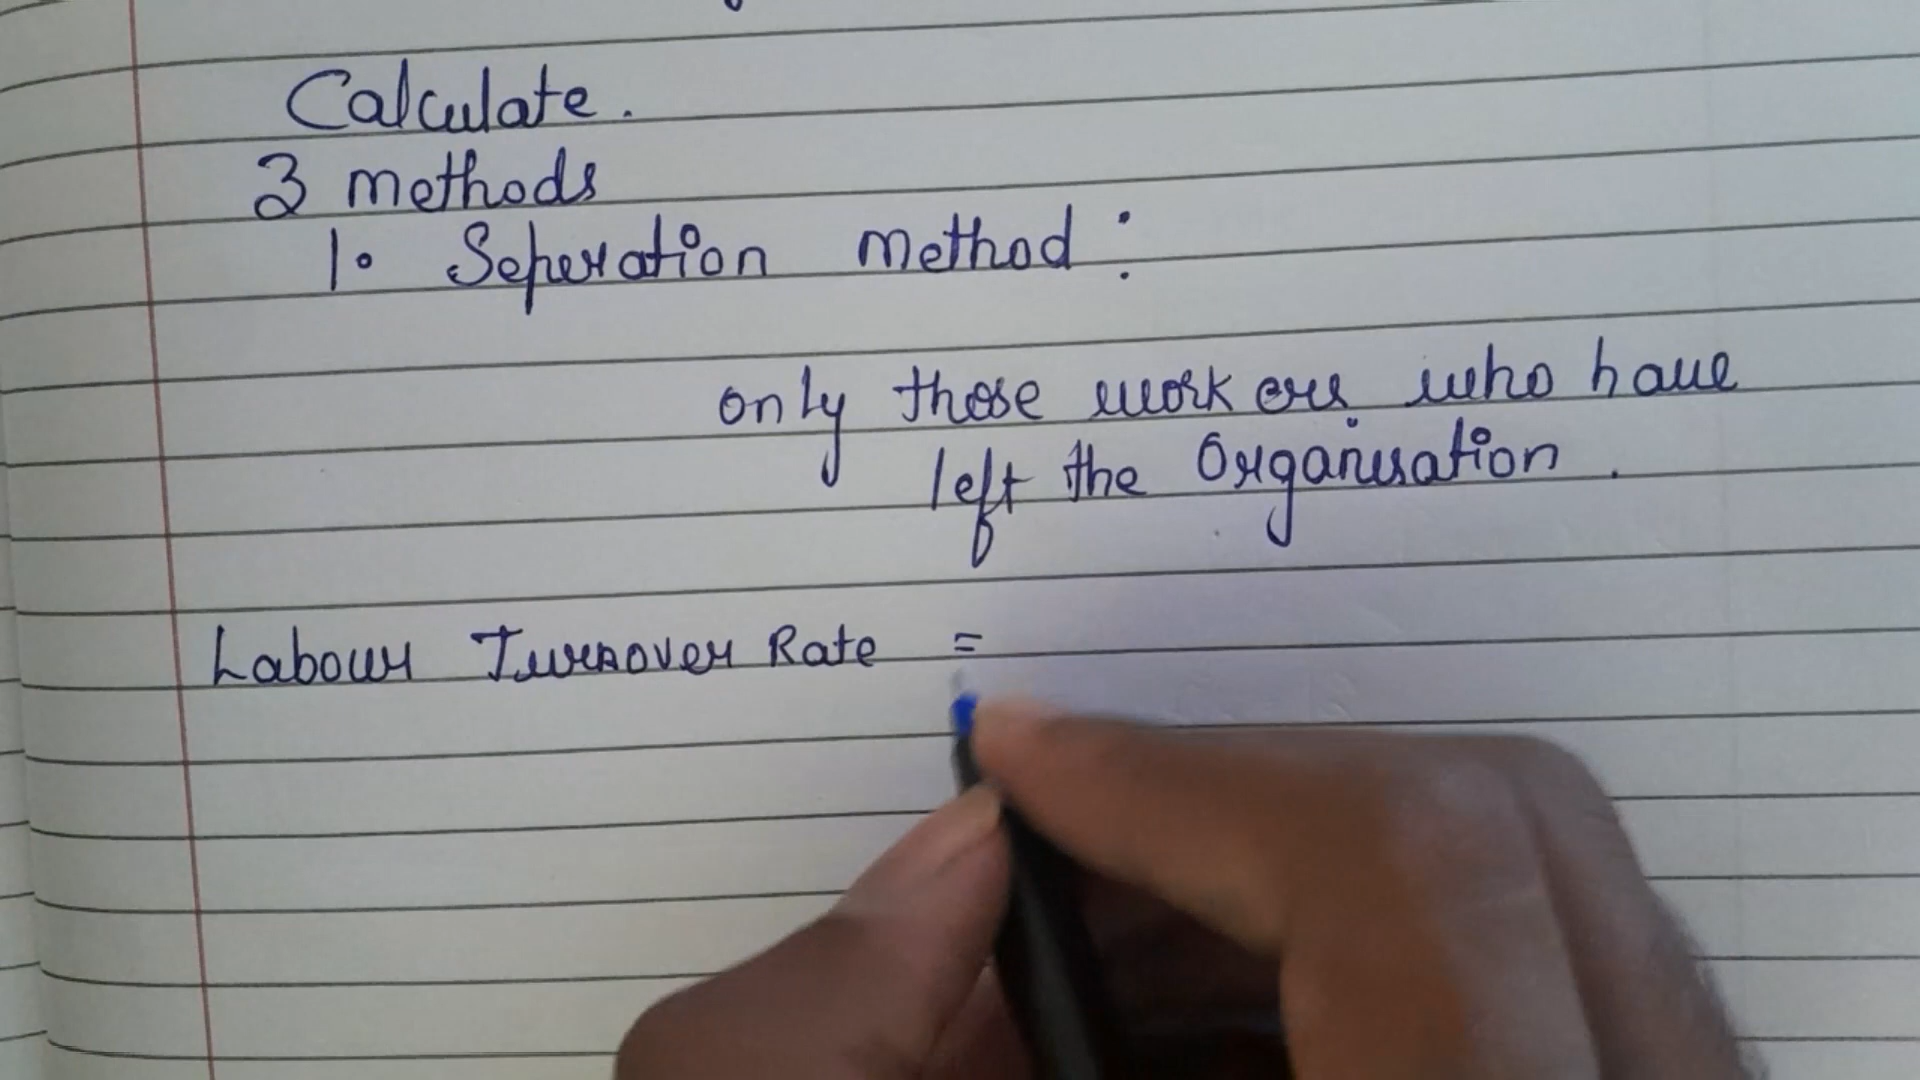 Calculate.
3 methods
1. Seperation method :
only those workers who have
left the Organisation .
Labour Turnover Rate =